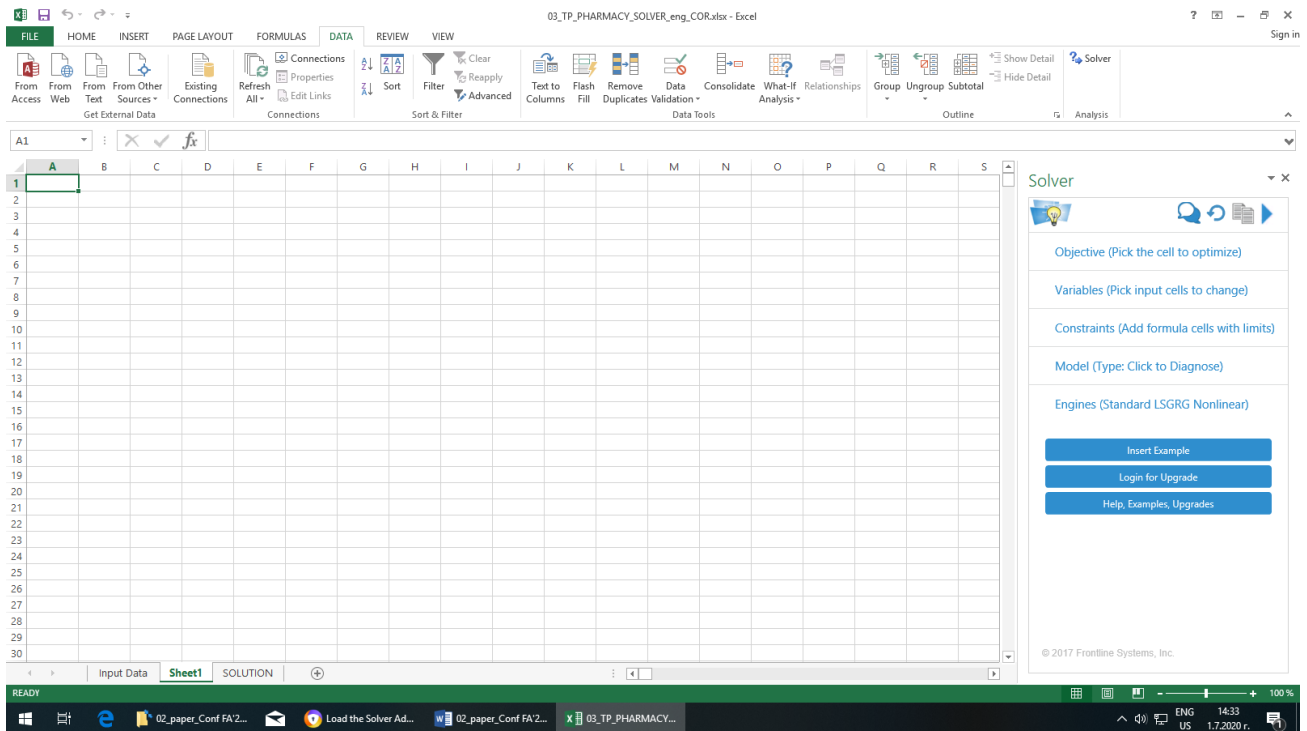 03_TP_PHARMACY_SOLVER_eng_COR.xlsx - Excel
?
FILE HOME INSERT PAGE LAYOUT FORMULAS DATA REVIEW VIEW
Sign in
From Access
From Web
From Text
From Other Sources
Existing Connections
Get External Data
Refresh All
Connections
Properties
Edit Links
Connections
Sort
Filter
Clear
Reapply
Advanced
Sort & Filter
Text to Columns
Flash Fill
Remove Duplicates
Data Validation
Consolidate
What-If Analysis
Relationships
Data Tools
Group
Ungroup
Subtotal
Show Detail
Hide Detail
Outline
Solver
Analysis
A1
fx
A B C D E F G H I J K L M N O P Q R S
1
2
3
4
5
6
7
8
9
10
11
12
13
14
15
16
17
18
19
20
21
22
23
24
25
26
27
28
29
30
Solver
Objective (Pick the cell to optimize)
Variables (Pick input cells to change)
Constraints (Add formula cells with limits)
Model (Type: Click to Diagnose)
Engines (Standard LSGRG Nonlinear)
Insert Example
Login for Upgrade
Help, Examples, Upgrades
© 2017 Frontline Systems, Inc.
Input Data Sheet1 SOLUTION
READY
100 %
02_paper_Conf FA'2...
Load the Solver Ad...
02_paper_Conf FA'2...
03_TP_PHARMACY...
ENG
US
14:33
1.7.2020 г.
1